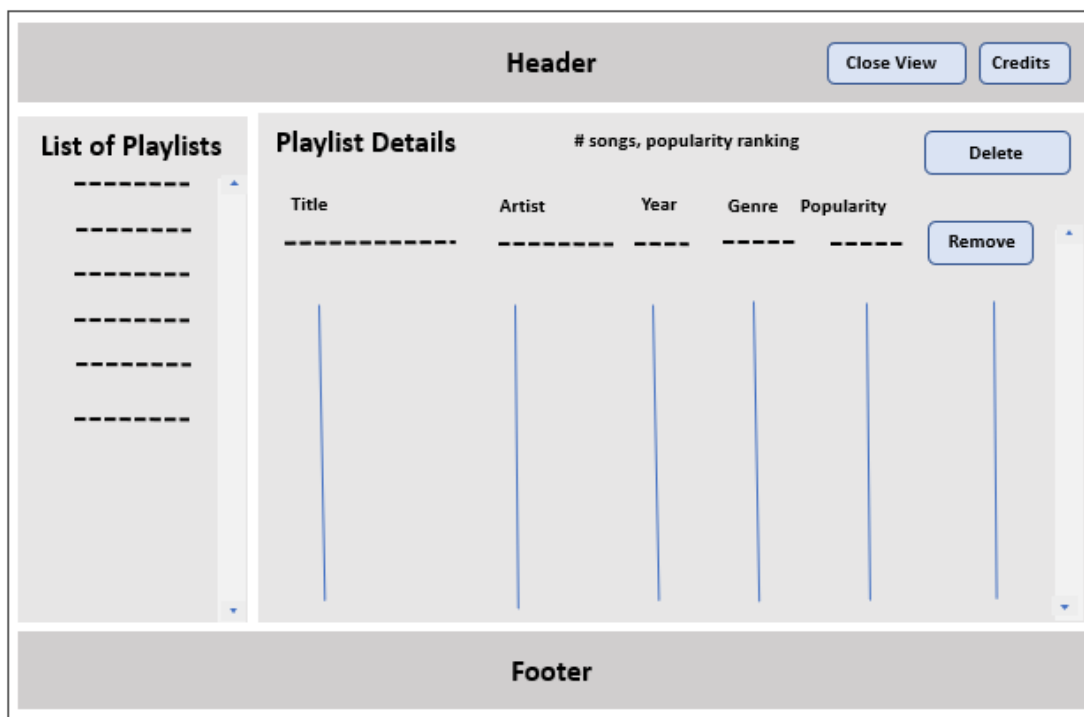 Header
Close View
Credits
List of Playlists
Playlist Details
# songs, popularity ranking
Delete
Title Artist Year Genre Popularity
Remove
Footer